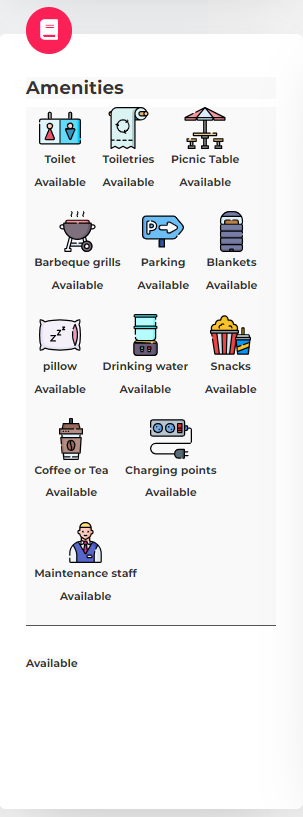 Amenities
Toilet Toiletries Picnic Table
Available Available Available
P
Barbeque grills Parking Blankets
Available Available Available
z z z
pillow Drinking water Snacks
Available Available Available
Coffee or Tea Charging points
Available Available
Maintenance staff
Available
Available